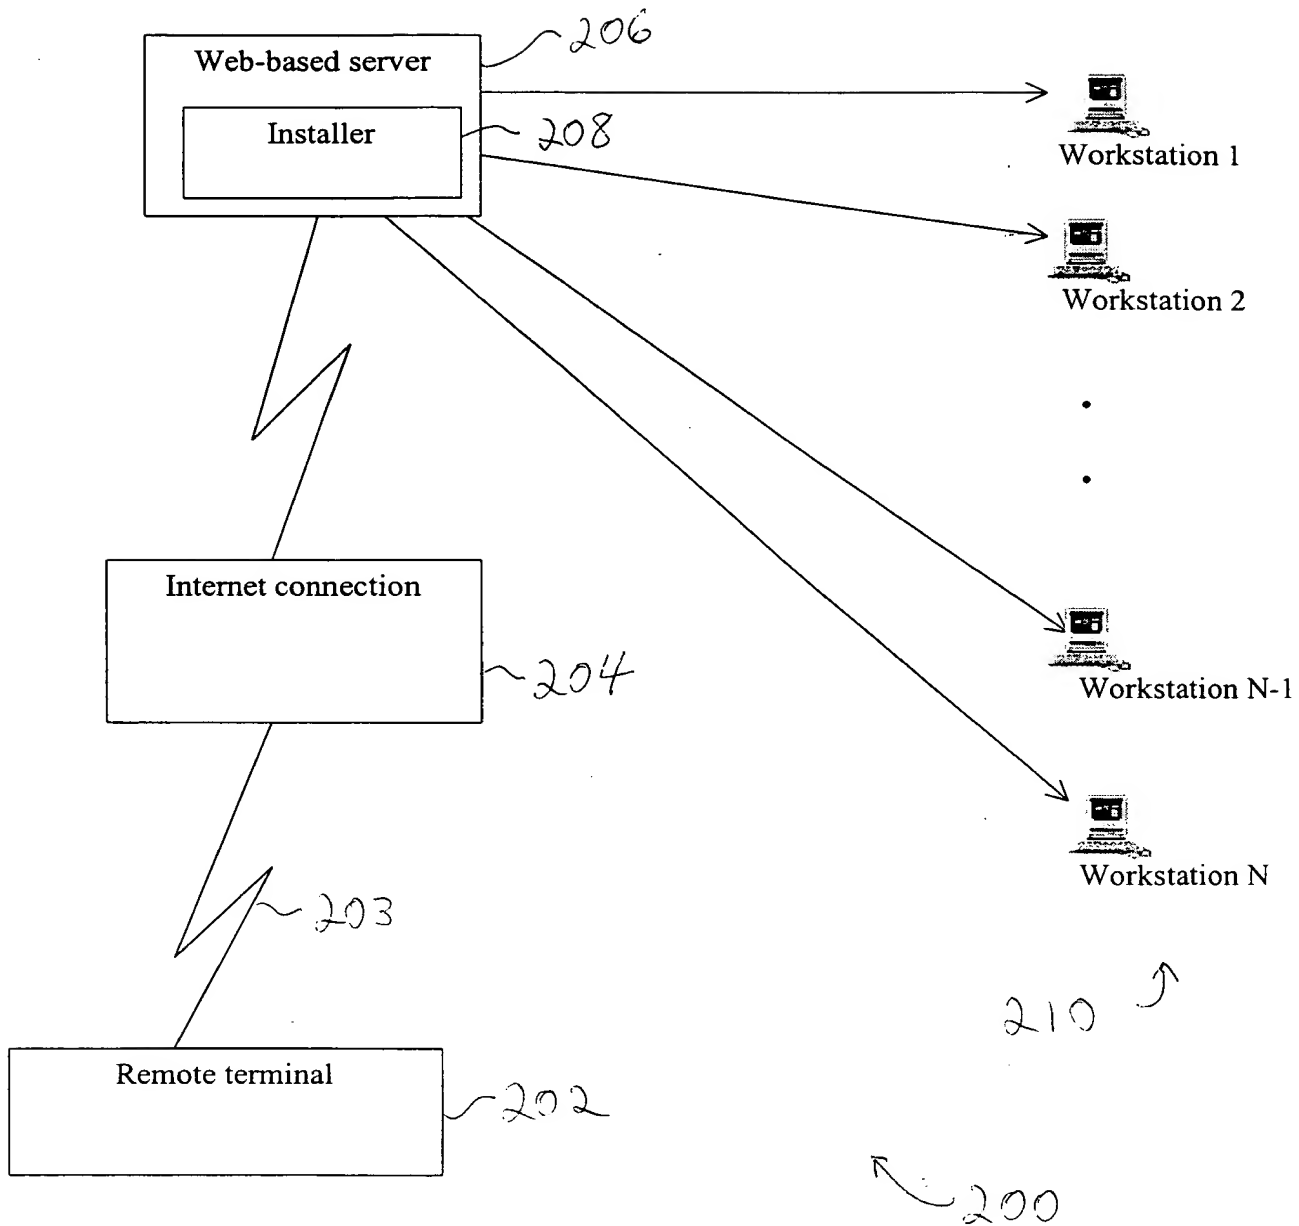 206
Web-based server
Installer
208
Workstation 1
Workstation 2
Internet connection
204
Workstation N-1
Workstation N
203
210
Remote terminal
202
200